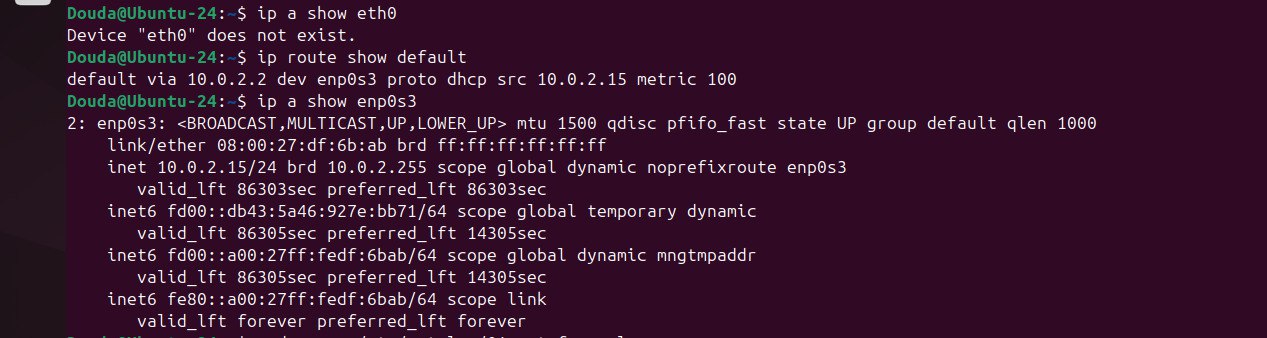 Douda@Ubuntu-24:~$ ip a show eth0
Device "eth0" does not exist.
Douda@Ubuntu-24:~$ ip route show default
default via 10.0.2.2 dev enp0s3 proto dhcp src 10.0.2.15 metric 100
Douda@Ubuntu-24:~$ ip a show enp0s3
2: enp0s3: <BROADCAST,MULTICAST,UP,LOWER_UP> mtu 1500 qdisc pfifo_fast state UP group default qlen 1000
    link/ether 08:00:27:df:6b:ab brd ff:ff:ff:ff:ff:ff
    inet 10.0.2.15/24 brd 10.0.2.255 scope global dynamic noprefixroute enp0s3
       valid_lft 86303sec preferred_lft 86303sec
    inet6 fd00::db43:5a46:927e:bb71/64 scope global temporary dynamic
       valid_lft 86305sec preferred_lft 14305sec
    inet6 fd00::a00:27ff:fedf:6bab/64 scope global dynamic mngtmpaddr
       valid_lft 86305sec preferred_lft 14305sec
    inet6 fe80::a00:27ff:fedf:6bab/64 scope link
       valid_lft forever preferred_lft forever